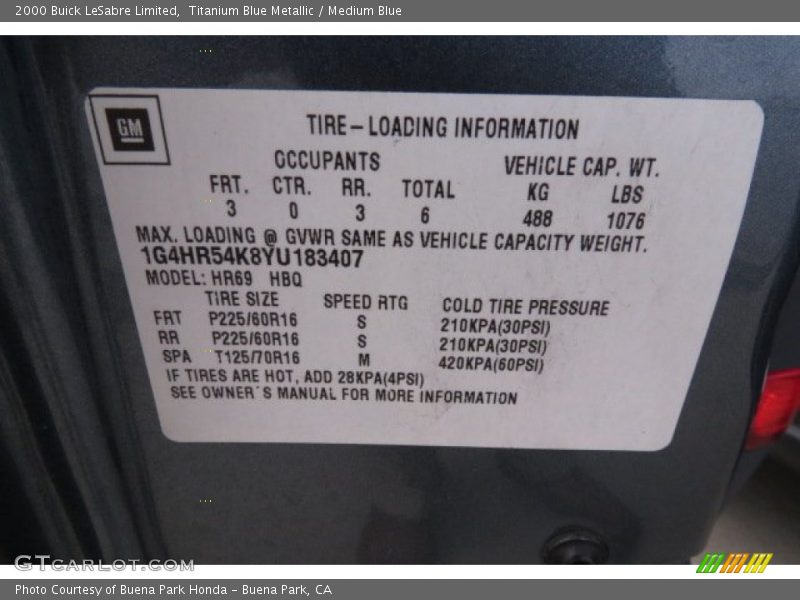 2000 Buick LeSabre Limited,  Titanium Blue Metallic / Medium Blue
GM
TIRE-LOADING INFORMATION
OCCUPANTS VEHICLE CAP. WT.
FRT. CTR. RR. TOTAL KG LBS
3 0 3 6 488 1076
MAX. LOADING @ GVWR SAME AS VEHICLE CAPACITY WEIGHT.
1G4HR54K8YU183407
MODEL: HR69 HBQ
TIRE SIZE SPEED RTG COLD TIRE PRESSURE
FRT P225/60R16 S 210KPA(30PSI)
RR P225/60R16 S 210KPA(30PSI)
SPA T125/70R16 M 420KPA(60PSI)
IF TIRES ARE HOT, ADD 28KPA(4PSI)
SEE OWNER'S MANUAL FOR MORE INFORMATION
GTCARLOT.COM
Photo Courtesy of Buena Park Honda - Buena Park, CA